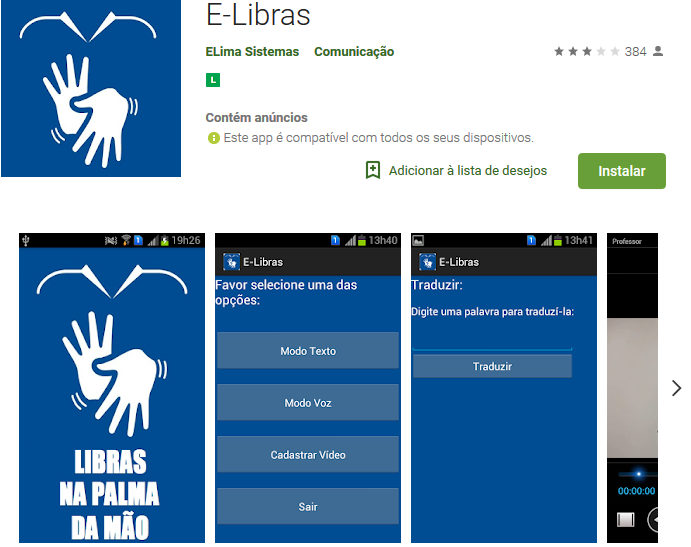 E-Libras
ELima Sistemas Comunicação 384
L
Contém anúncios
Este app é compatível com todos os seus dispositivos.
Adicionar à lista de desejos Instalar
19h26
LIBRAS
NA PALMA
DA MÃO
1 13h40
E-Libras
Favor selecione uma das
opções:
Modo Texto
Modo Voz
Cadastrar Vídeo
Sair
1 13h41
E-Libras
Traduzir:
Digite uma palavra para traduzí-la:
Traduzir
Professor
00:00:00